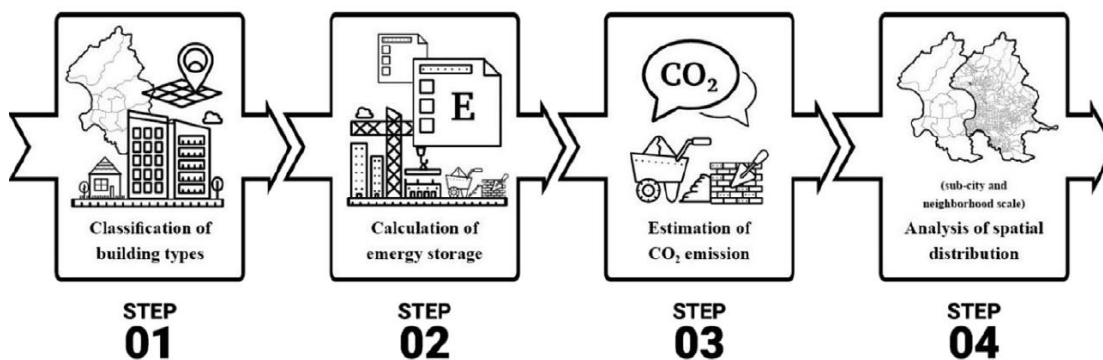 Classification of
building types
E
Calculation of
emergy storage
CO₂
Estimation of
CO₂ emission
(sub-city and
neighborhood scale)
Analysis of spatial
distribution
STEP
01
STEP
02
STEP
03
STEP
04